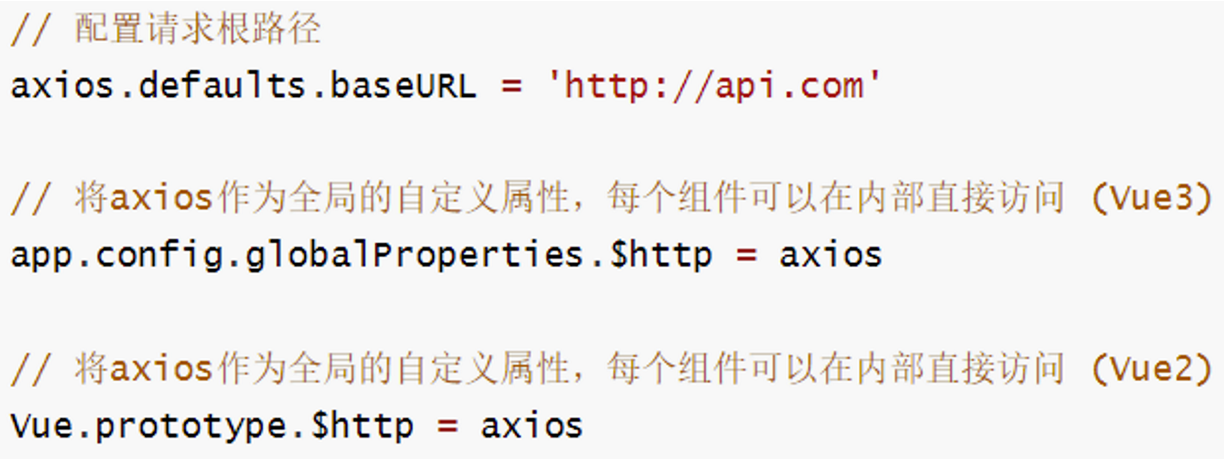 // 配置请求根路径
axios.defaults.baseURL = 'http://api.com'
// 将axios作为全局的自定义属性，每个组件可以在内部直接访问 (Vue3)
app.config.globalProperties.$http = axios
// 将axios作为全局的自定义属性，每个组件可以在内部直接访问 (Vue2)
Vue.prototype.$http = axios